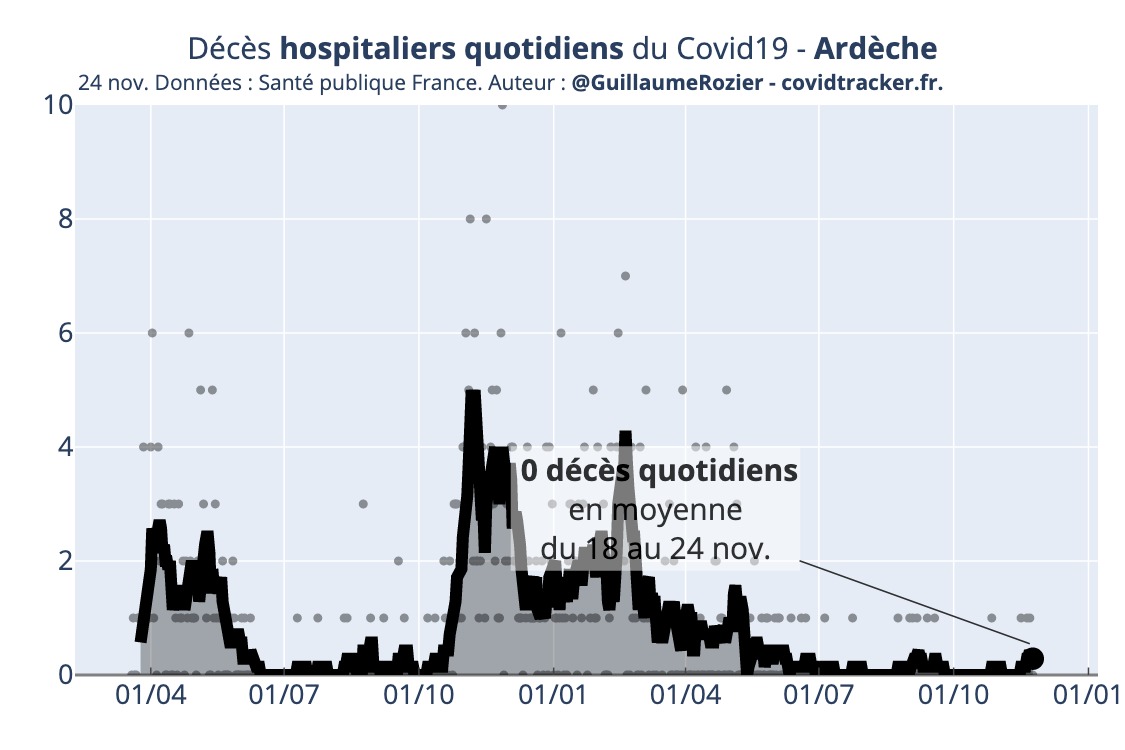 Décès hospitaliers quotidiens du Covid19 - Ardèche
24 nov. Données : Santé publique France. Auteur : @GuillaumeRozier - covidtracker.fr.
10
8
6
4
2
0
0 décès quotidiens
en moyenne
du 18 au 24 nov.
01/04 01/07 01/10 01/01 01/04 01/07 01/10 01/01